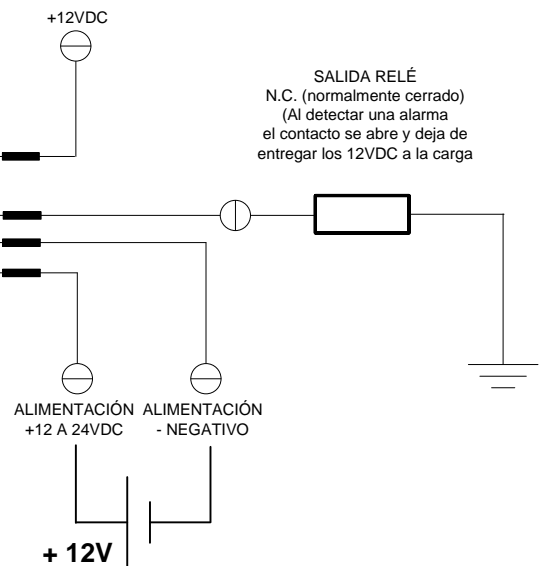 +12VDC
SALIDA RELÉ
N.C. (normalmente cerrado)
(Al detectar una alarma
el contacto se abre y deja de
entregar los 12VDC a la carga
ALIMENTACIÓN
+12 A 24VDC
ALIMENTACIÓN
- NEGATIVO
+ 12V